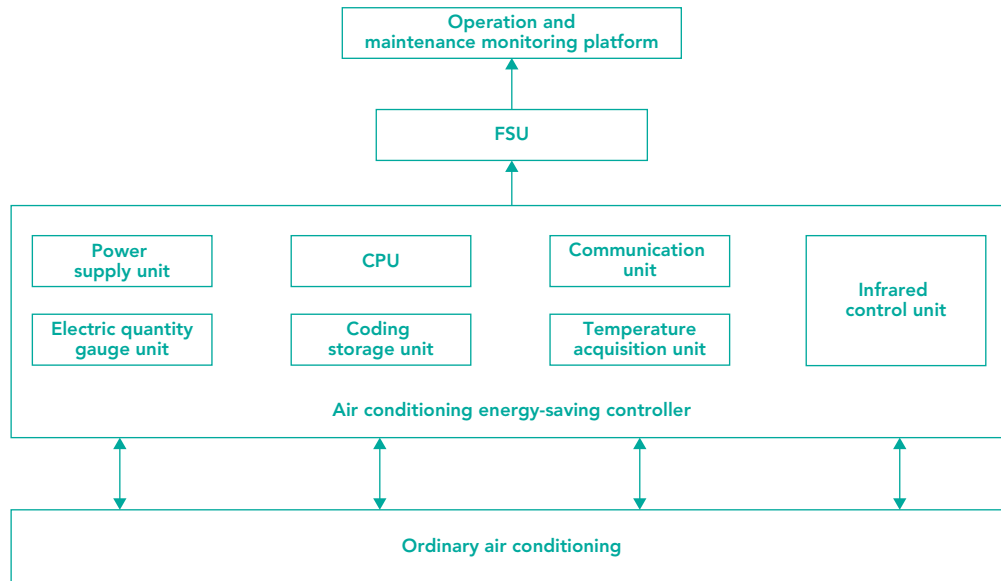 Operation and
maintenance monitoring platform
FSU
Power
supply unit
CPU
Communication
unit
Infrared
control unit
Electric quantity
gauge unit
Coding
storage unit
Temperature
acquisition unit
Air conditioning energy-saving controller
Ordinary air conditioning